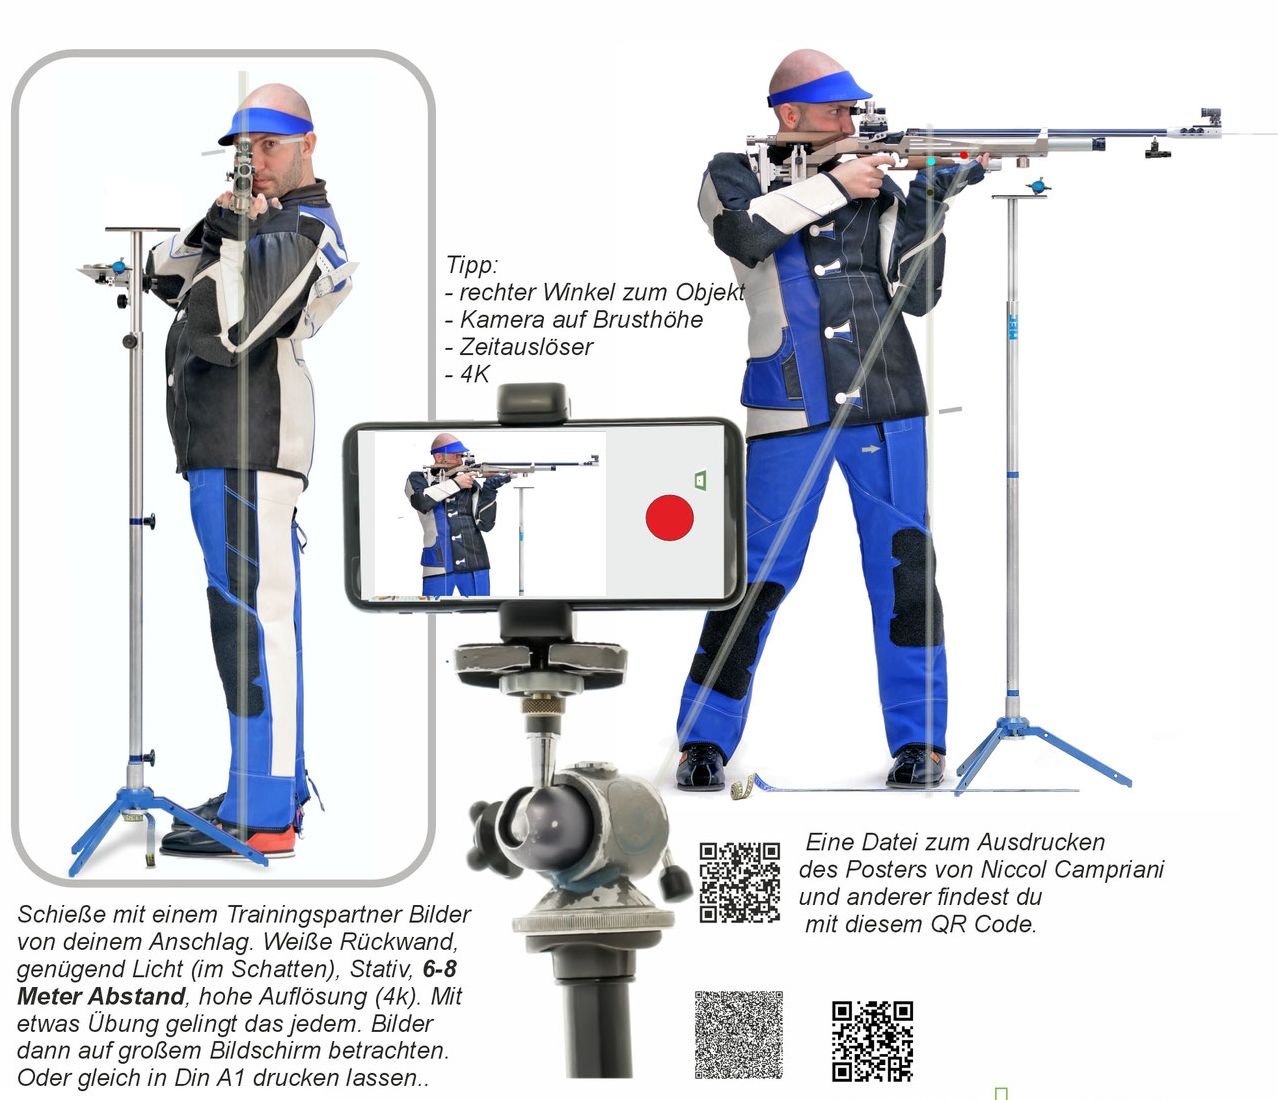 Tipp:
- rechter Winkel zum Objekt
- Kamera auf Brusthöhe
- Zeitauslöser
- 4K
MEC
Eine Datei zum Ausdrucken
des Posters von Niccol Campriani
und anderer findest du
mit diesem QR Code.
Schieße mit einem Trainingspartner Bilder
von deinem Anschlag. Weiße Rückwand,
genügend Licht (im Schatten), Stativ, 6-8
Meter Abstand, hohe Auflösung (4k). Mit
etwas Übung gelingt das jedem. Bilder
dann auf großem Bildschirm betrachten.
Oder gleich in Din A1 drucken lassen..